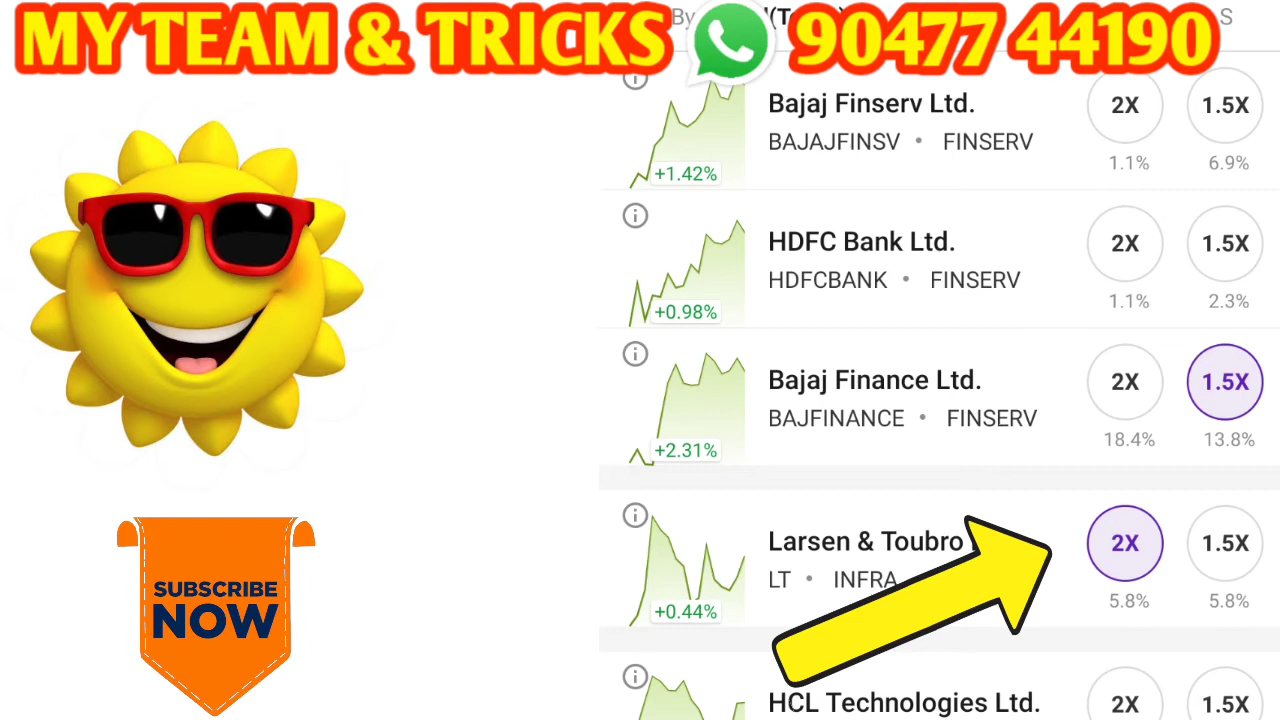 MY TEAM & TRICKS 90477 44190
By
S
Bajaj Finserv Ltd.
BAJAJFINSV • FINSERV
+1.42%
2X
1.5X
1.1%
6.9%
HDFC Bank Ltd.
HDFCBANK • FINSERV
+0.98%
2X
1.5X
1.1%
2.3%
Bajaj Finance Ltd.
BAJFINANCE • FINSERV
+2.31%
2X
1.5X
18.4%
13.8%
Larsen & Toubro
LT • INFRA
+0.44%
2X
1.5X
5.8%
5.8%
HCL Technologies Ltd.
2X
1.5X
SUBSCRIBE
NOW